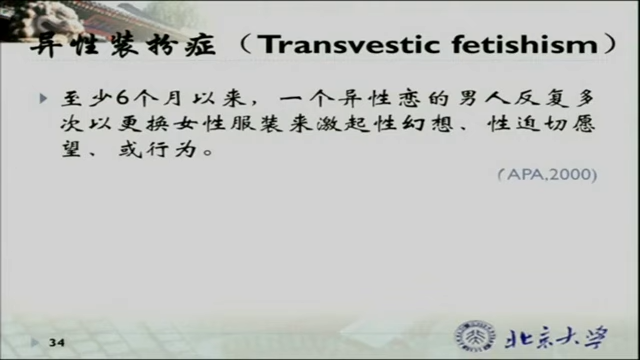 异性装扮症（Transvestic fetishism）
至少6个月以来，一个异性恋的男人反复多
次以更换女性服装来激起性幻想、性迫切愿
望、或行为。
（APA,2000)
34
北京大学